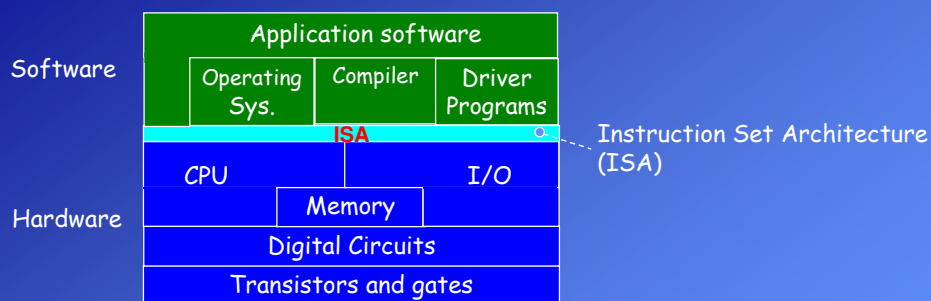 Application software
Software
Operating
Sys.
Compiler
Driver
Programs
ISA
Instruction Set Architecture
(ISA)
CPU
I/O
Memory
Hardware
Digital Circuits
Transistors and gates